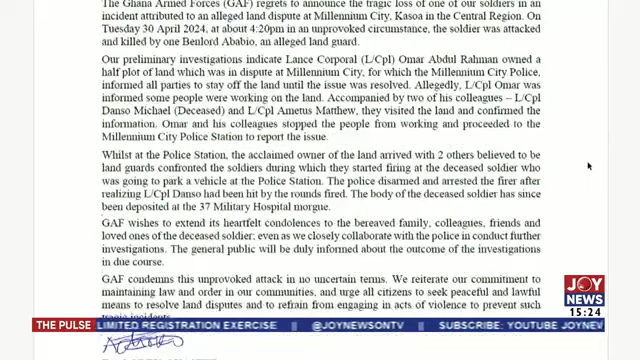 The Ghana Armed Forces (GAF) regrets to announce the tragic loss of one of our soldiers in an
incident attributed to an alleged land dispute at Millennium City, Kasoa in the Central Region. On
Tuesday 30 April 2024, at about 4:20pm in an unprovoked circumstance, the soldier was attacked
and killed by one Benlord Ababio, an alleged land guard.
Our preliminary investigations indicate Lance Corporal (L/Cpl) Omar Abdul Rahman owned a
half plot of land which was in dispute at Millennium City, for which the Millennium City Police,
informed all parties to stay off the land until the issue was resolved. Allegedly, L/Cpl Omar was
informed some people were working on the land. Accompanied by two of his colleagues – L/Cpl
Danso Michael (Deceased) and L/Cpl Ametus Matthew, they visited the land and confirmed the
information. Omar and his colleagues stopped the people from working and proceeded to the
Millennium City Police Station to report the issue.
Whilst at the Police Station, the acclaimed owner of the land arrived with 2 others believed to be
land guards confronted the soldiers during which they started firing at the deceased soldier who
was going to park a vehicle at the Police Station. The police disarmed and arrested the firer after
realizing L/Cpl Danso had been hit by the rounds fired. The body of the deceased soldier has since
been deposited at the 37 Military Hospital morgue.
GAF wishes to extend its heartfelt condolences to the bereaved family, colleagues, friends and
loved ones of the deceased soldier; even as we closely collaborate with the police in conduct further
investigations. The general public will be duly informed about the outcome of the investigations
in due course.
GAF condemns this unprovoked attack in no uncertain terms. We reiterate our commitment to
maintaining law and order in our communities, and urge all citizens to seek peaceful and lawful
means to resolve land disputes and to refrain from engaging in acts of violence to prevent such
tragic incidents.
JOY
NEWS
15:24
THE PULSE LIMITED REGISTRATION EXERCISE || @JOYNEWSONTV || SUBSCRIBE: YOUTUBE JOYNEW